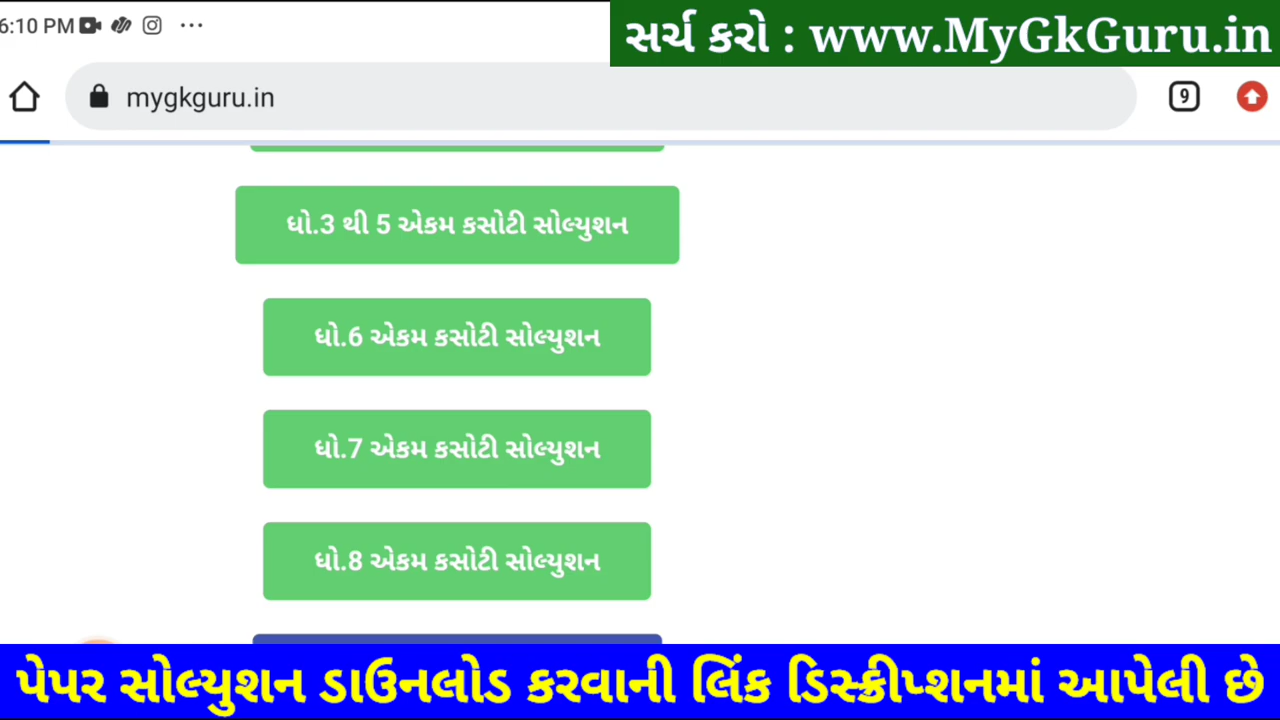 6:10 PM
સર્ચ કરો : www.MyGkGuru.in
mygkguru.in
9
ધો.3 થી 5 એકમ કસોટી સોલ્યુશન
ધો.6 એકમ કસોટી સોલ્યુશન
ધો.7 એકમ કસોટી સોલ્યુશન
ધો.8 એકમ કસોટી સોલ્યુશન
પેપર સોલ્યુશન ડાઉનલોડ કરવાની લિંક ડિસ્ક્રીપ્શનમાં આપેલી છે